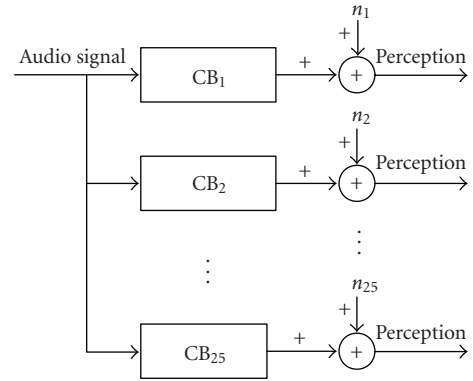 n₁
Audio signal
+
Perception
CB₁
+
+
n₂
+
Perception
CB₂
+
+
⋮
⋮
n₂₅
+
Perception
CB₂₅
+
+